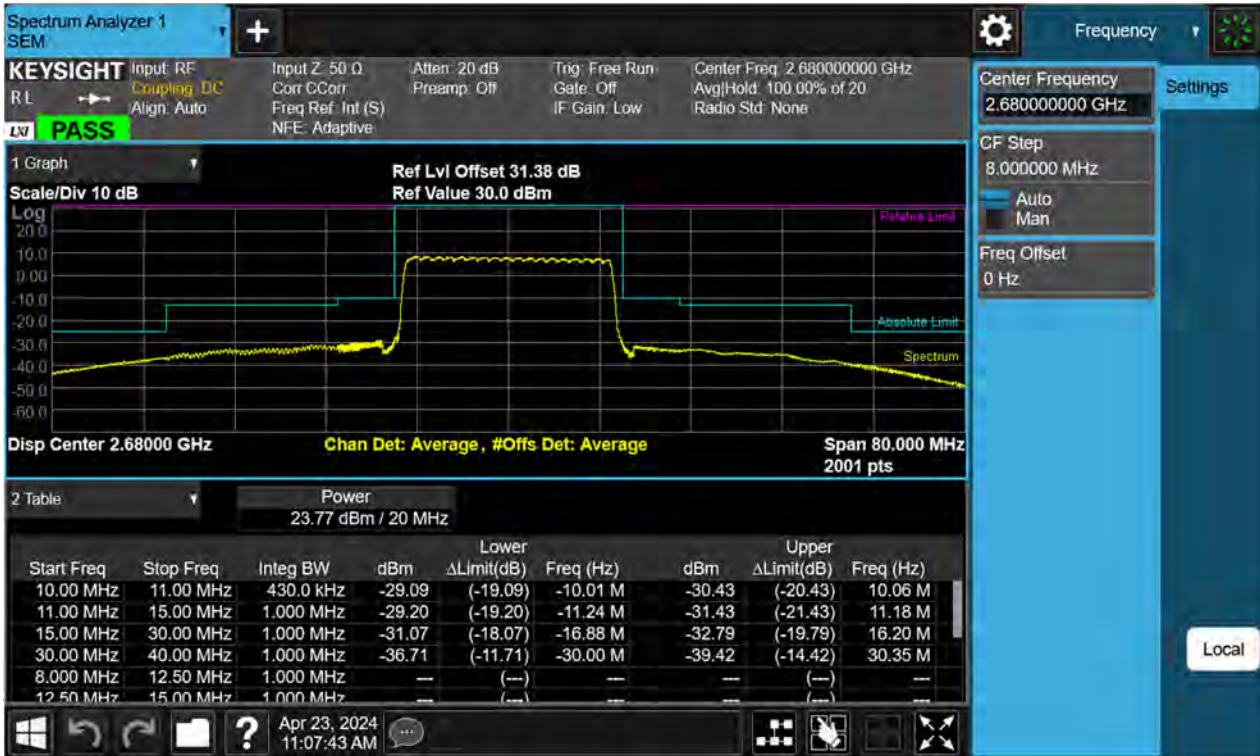 Spectrum Analyzer 1
SEM
+
Frequency
KEYSIGHT
R L
LXI
PASS
Input: RF
Coupling: DC
Align: Auto
Input Z: 50 Ω
Corr CCorr
Freq Ref: Int (S)
NFE: Adaptive
Atten: 20 dB
Preamp: Off
Trig: Free Run
Gate: Off
IF Gain: Low
Center Freq: 2.680000000 GHz
Avg|Hold: 100.00% of 20
Radio Std: None
Center Frequency
2.680000000 GHz
Settings
CF Step
8.000000 MHz
Auto
Man
Freq Offset
0 Hz
Local
1 Graph
Scale/Div 10 dB
Ref Lvl Offset 31.38 dB
Ref Value 30.0 dBm
Log
20.0
10.0
0.00
-10.0
-20.0
-30.0
-40.0
-50.0
-60.0
Relative Limit
Absolute Limit
Spectrum
Disp Center 2.68000 GHz
Chan Det: Average, #Offs Det: Average
Span 80.000 MHz
2001 pts
2 Table
Power
23.77 dBm / 20 MHz
Lower Upper
Start Freq Stop Freq Integ BW dBm ΔLimit(dB) Freq (Hz) dBm ΔLimit(dB) Freq (Hz)
10.00 MHz 11.00 MHz 430.0 kHz -29.09 (-19.09) -10.01 M -30.43 (-20.43) 10.06 M
11.00 MHz 15.00 MHz 1.000 MHz -29.20 (-19.20) -11.24 M -31.43 (-21.43) 11.18 M
15.00 MHz 30.00 MHz 1.000 MHz -31.07 (-18.07) -16.88 M -32.79 (-19.79) 16.20 M
30.00 MHz 40.00 MHz 1.000 MHz -36.71 (-11.71) -30.00 M -39.42 (-14.42) 30.35 M
8.000 MHz 12.50 MHz 1.000 MHz --- (---) --- --- (---) ---
12.50 MHz 15.00 MHz 1.000 MHz --- (---) --- --- (---) ---
?
Apr 23, 2024
11:07:43 AM